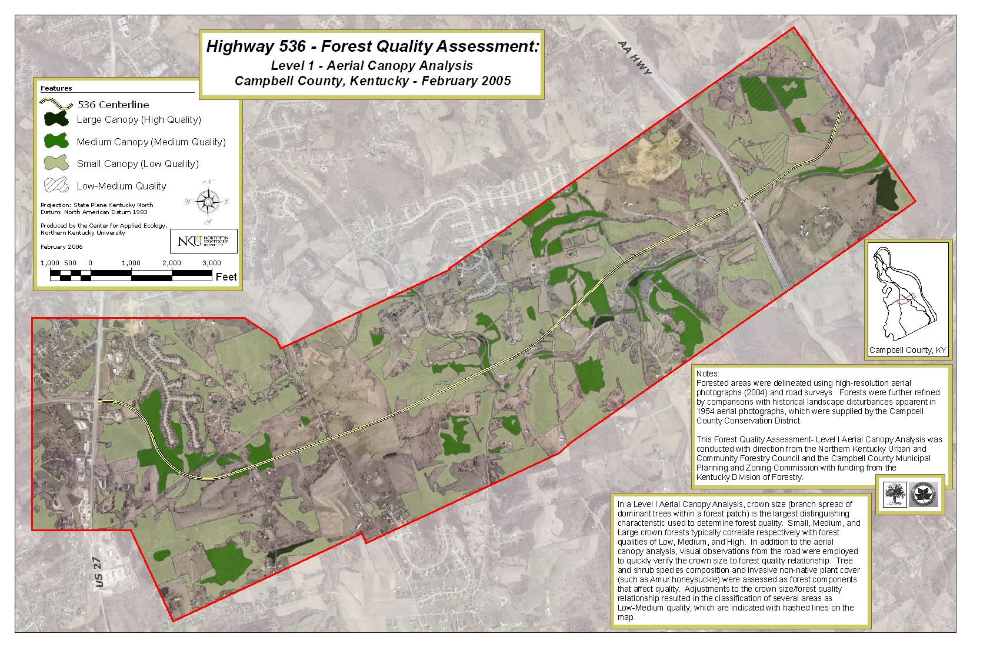 Highway 536 - Forest Quality Assessment:
Level 1 - Aerial Canopy Analysis
Campbell County, Kentucky - February 2005
Features
536 Centerline
Large Canopy (High Quality)
Medium Canopy (Medium Quality)
Small Canopy (Low Quality)
Low-Medium Quality
N
W
E
S
Projection: State Plane Kentucky North
Datum: North American Datum 1983
Produced by the Center for Applied Ecology,
Northern Kentucky University
NKU
NORTHERN
KENTUCKY
UNIVERSITY
February 2006
1,000 500 0 1,000 2,000 3,000
Feet
AA HWY
US 27
Campbell County, KY
Notes:
Forested areas were delineated using high-resolution aerial
photographs (2004) and road surveys. Forests were further refined
by comparisons with historical landscape disturbances apparent in
1954 aerial photographs, which were supplied by the Campbell
County Conservation District.
This Forest Quality Assessment- Level I Aerial Canopy Analysis was
conducted with direction from the Northern Kentucky Urban and
Community Forestry Council and the Campbell County Municipal
Planning and Zoning Commission with funding from the
Kentucky Division of Forestry.
In a Level I Aerial Canopy Analysis, crown size (branch spread of
dominant trees within a forest patch) is the largest distinguishing
characteristic used to determine forest quality. Small, Medium, and
Large crown forests typically correlate respectively with forest
qualities of Low, Medium, and High. In addition to the aerial
canopy analysis, visual observations from the road were employed
to quickly verify the crown size to forest quality relationship. Tree
and shrub species composition and invasive non-native plant cover
(such as Amur honeysuckle) were assessed as forest components
that affect quality. Adjustments to the crown size/forest quality
relationship resulted in the classification of several areas as
Low-Medium quality, which are indicated with hashed lines on the
map.